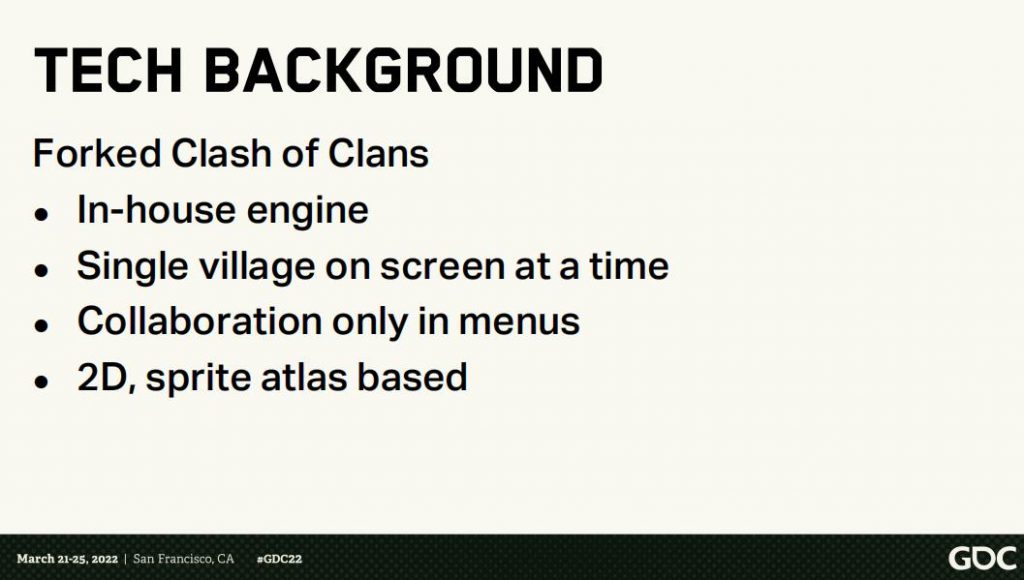 TECH BACKGROUND
Forked Clash of Clans
● In-house engine
● Single village on screen at a time
● Collaboration only in menus
● 2D, sprite atlas based
March 21-25, 2022 | San Francisco, CA #GDC22
GDC